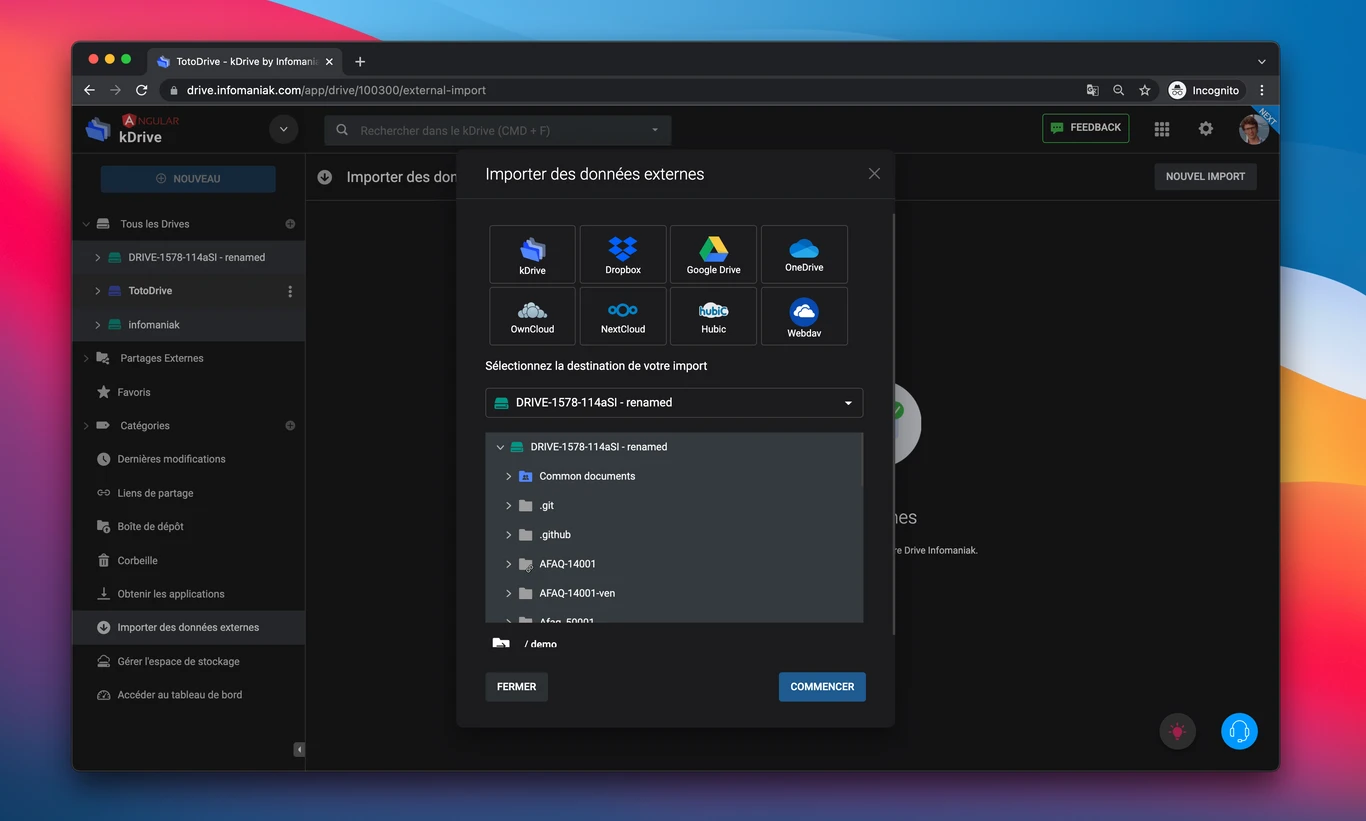 TotoDrive - kDrive by Infomani
drive.infomaniak.com/app/drive/100300/external-import
Incognito
NGULAR
kDrive
Rechercher dans le kDrive (CMD + F)
FEEDBACK
NEXT
NOUVEAU
Importer des don
NOUVEL IMPORT
Tous les Drives
DRIVE-1578-114aSI - renamed
TotoDrive
infomaniak
Partages Externes
Favoris
Catégories
Dernières modifications
Liens de partage
Boîte de dépôt
Corbeille
Obtenir les applications
Importer des données externes
Gérer l'espace de stockage
Accéder au tableau de bord
Importer des données externes
kDrive
Dropbox
Google Drive
OneDrive
OwnCloud
NextCloud
hubiC
Hubic
Webdav
Sélectionnez la destination de votre import
DRIVE-1578-114aSI - renamed
DRIVE-1578-114aSI - renamed
Common documents
.git
.github
AFAQ-14001
AFAQ-14001-ven
Afaq-50001
/ demo
FERMER
COMMENCER
nes
re Drive Infomaniak.